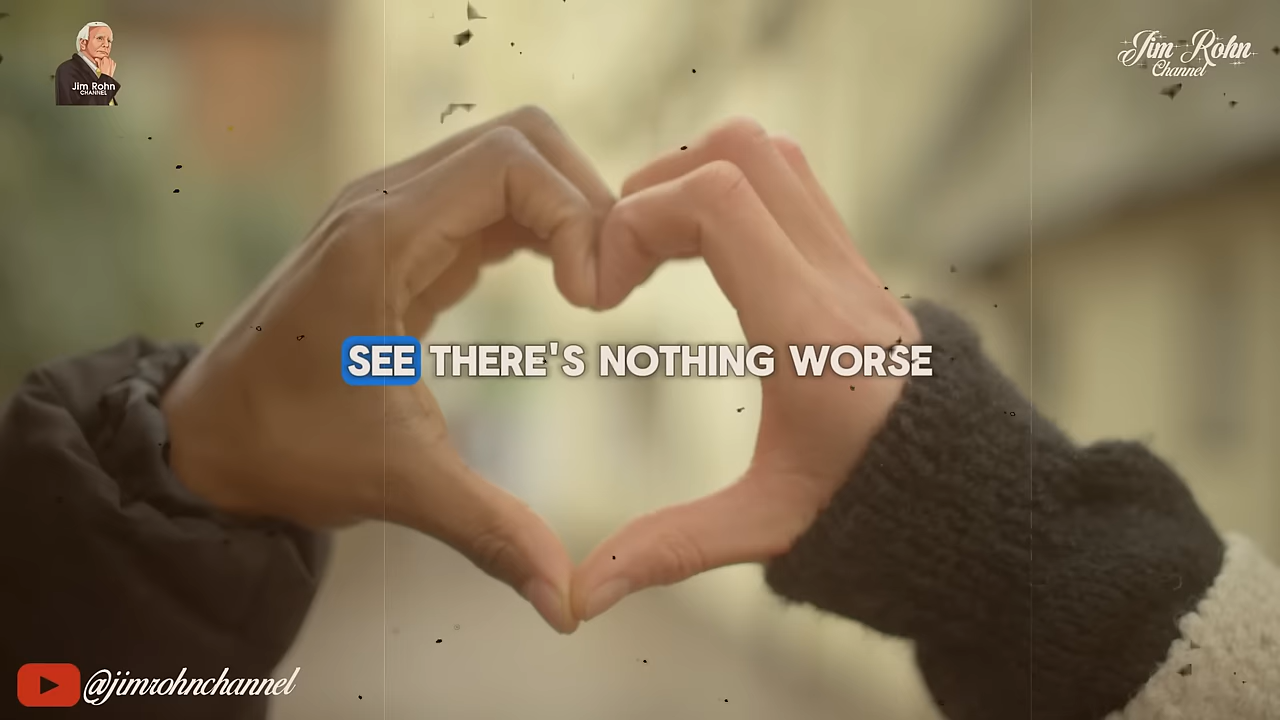 Jim Rohn
CHANNEL
Jim Rohn
Channel
SEE THERE'S NOTHING WORSE
@jimrohnchannel